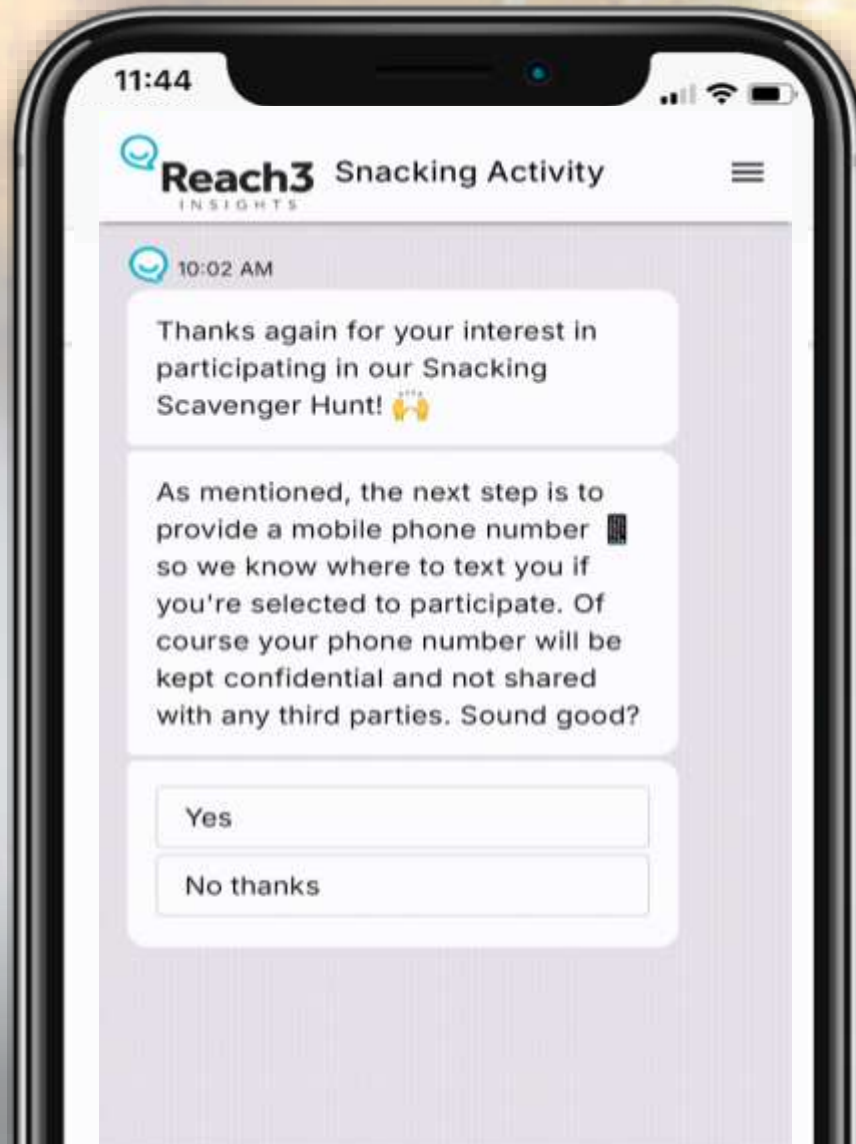 11:44
Reach3 Snacking Activity
INSIGHTS
10:02 AM
Thanks again for your interest in
participating in our Snacking
Scavenger Hunt! 🙌
As mentioned, the next step is to
provide a mobile phone number 📱
so we know where to text you if
you're selected to participate. Of
course your phone number will be
kept confidential and not shared
with any third parties. Sound good?
Yes
No thanks